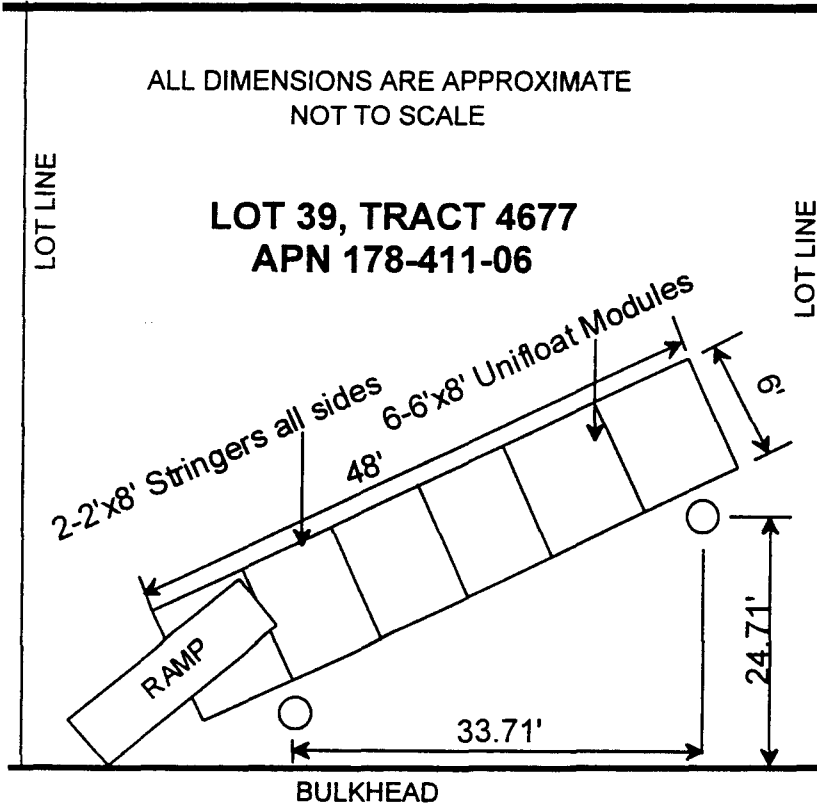 ALL DIMENSIONS ARE APPROXIMATE
NOT TO SCALE
LOT LINE
LOT LINE
LOT 39, TRACT 4677
APN 178-411-06
2-2'x8' Stringers all sides
6-6'x8' Unifloat Modules
48'
6'
RAMP
24.71'
33.71'
BULKHEAD